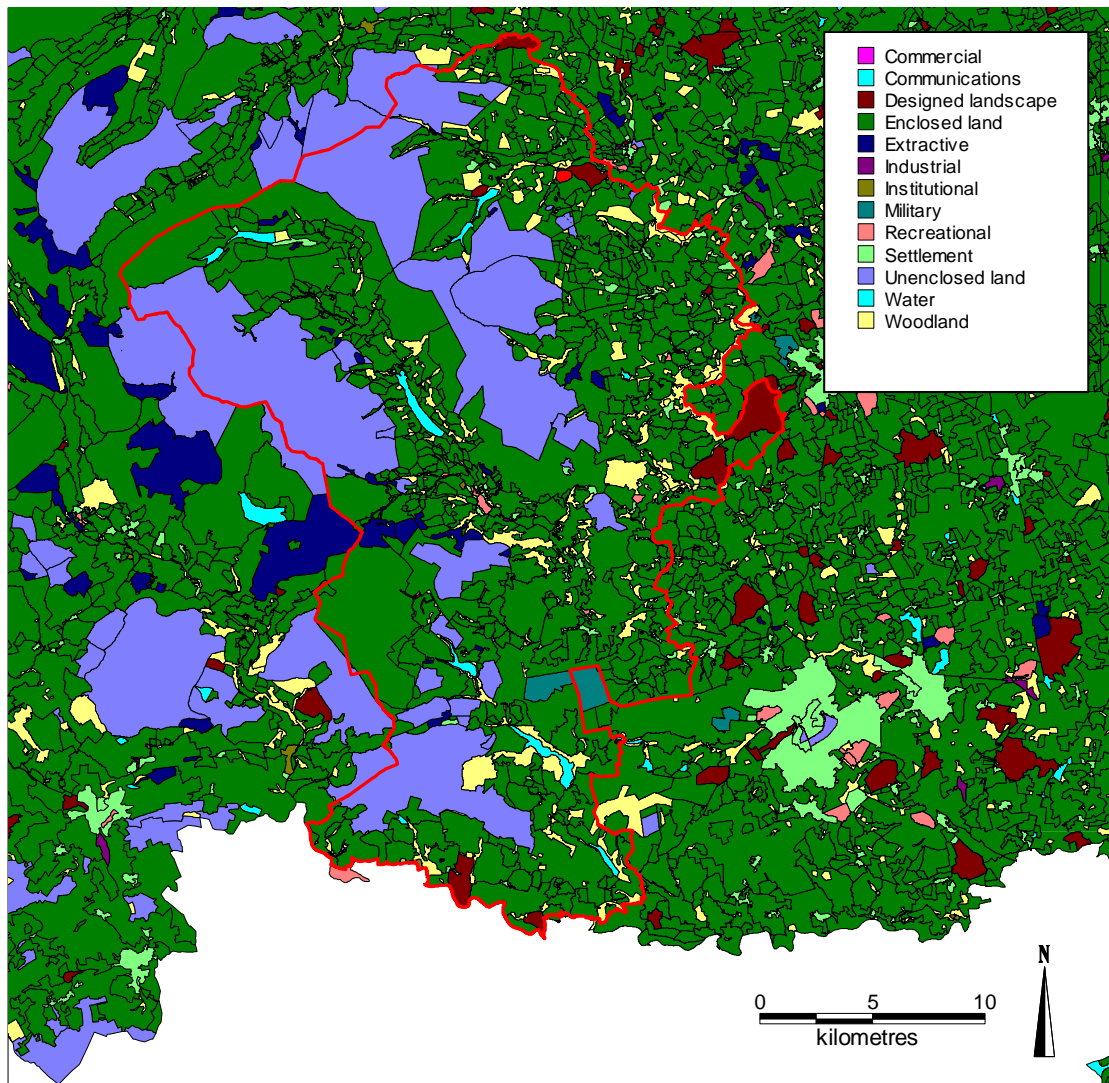 Commercial
Communications
Designed landscape
Enclosed land
Extractive
Industrial
Institutional
Military
Recreational
Settlement
Unenclosed land
Water
Woodland
N
0 5 10
kilometres